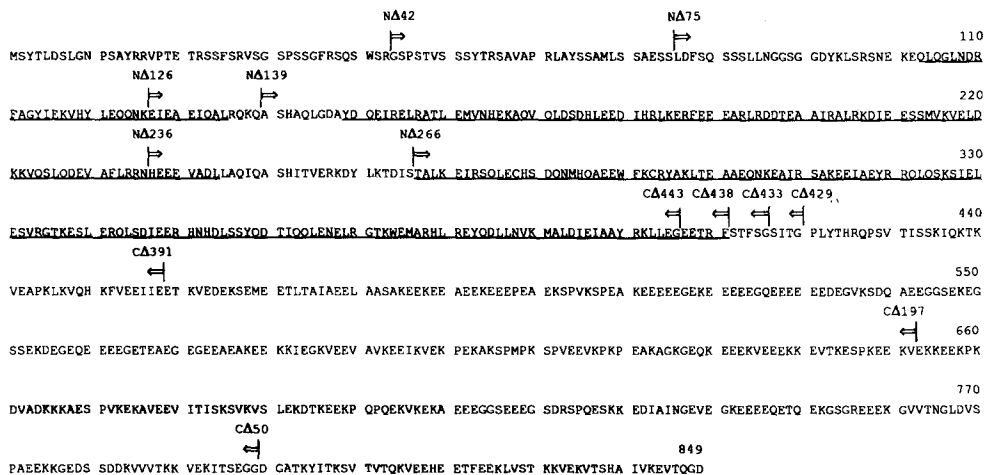 NΔ42 NΔ75
MSYTLDSLGN PSAYRRVPTE TRSSFSRVSG SPSSGFRSQS WSRGSPSTVS SSYTRSAVAP RLAYSSAMLS SAESSLDFSQ SSSLLNGGSG GDYKLSRSNE KEQLQGLNDR 110
NΔ126 NΔ139
FAGYIEKVHY LEQQNKEIEA EIQALRQKQA SHAQLGDAYD QEIRELRATL EMVNHEKAQV QLDSDHLEED IHRLKERFEE EARLRDDTEA AIRALRKDIE ESSMVKVELD 220
NΔ236 NΔ266
KKVQSLQDEV AFLRRNHEEE VADLLAQIQA SHITVERKDY LKTDISTALK EIRSQLECHS DQNMHQAEEW FKCRYAKLTE AAEQNKEAIR SAKEEIAEYR RQLQSKSIEL 330
CΔ443 CΔ438 CΔ433 CΔ429
ESVRGTKESL ERQLSDIEER HNHDLSSYQD TIQQLENELR GTKWEMARHL REYQDLLNVK MALDIEIAAY RKLLEGEETR FSTFSGSITG PLYTHRQPSV TISSKIQKTK 440
CΔ391
VEAPKLKVQH KFVEEIIEET KVEDEKSEME ETLTAIAEEL AASAKEEKEE AEEKEEEPEA EKSPVKSPEA KEEEEEGEKE EEEEGQEEEE EEDEGVKSDQ AEEGGSEKEG 550
CΔ197
SSEKDEGEQE EEEGETEAEG EGEEAEAKEE KKIEGKVEEV AVKEEIKVEK PEKAKSPMPK SPVEEVKPKP EAKAGKGEQK EEEKVEEEKK EVTKESPKEE KVEKKEEKPK 660
DVADKKKAES PVKEKAVEEV ITISKSVKVS LEKDTKEEKP QPQEKVKEKA EEEGGSEEEG SDRSPQESKK EDIAINGEVE GKEEEEQETQ EKGSGREEEK GVVTNGLDVS 770
CΔ50
PAEEKKGEDS SDDKVVVTKK VEKITSEGGD GATKYITKSV TVTQKVEEHE ETFEEKLVST KKVEKVTSHA IVKEVTQGD 849